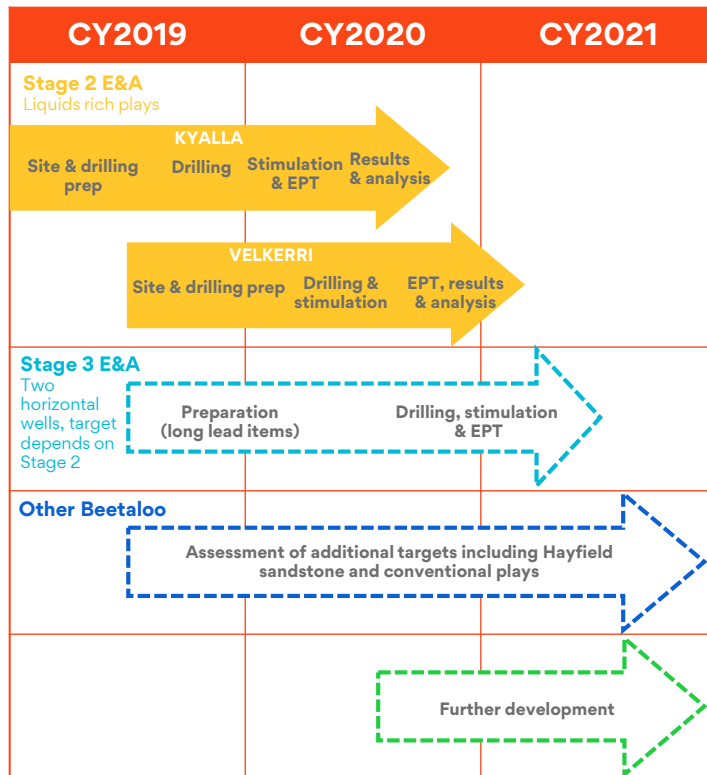 CY2019
CY2020
CY2021
Stage 2 E&A
Liquids rich plays
KYALLA
Site & drilling
prep
Drilling
Stimulation
& EPT
Results
& analysis
VELKERRI
Site & drilling prep
Drilling &
stimulation
EPT, results
& analysis
Stage 3 E&A
Two
horizontal
wells, target
depends on
Stage 2
Preparation
(long lead items)
Drilling, stimulation
& EPT
Other Beetaloo
Assessment of additional targets including Hayfield
sandstone and conventional plays
Further development